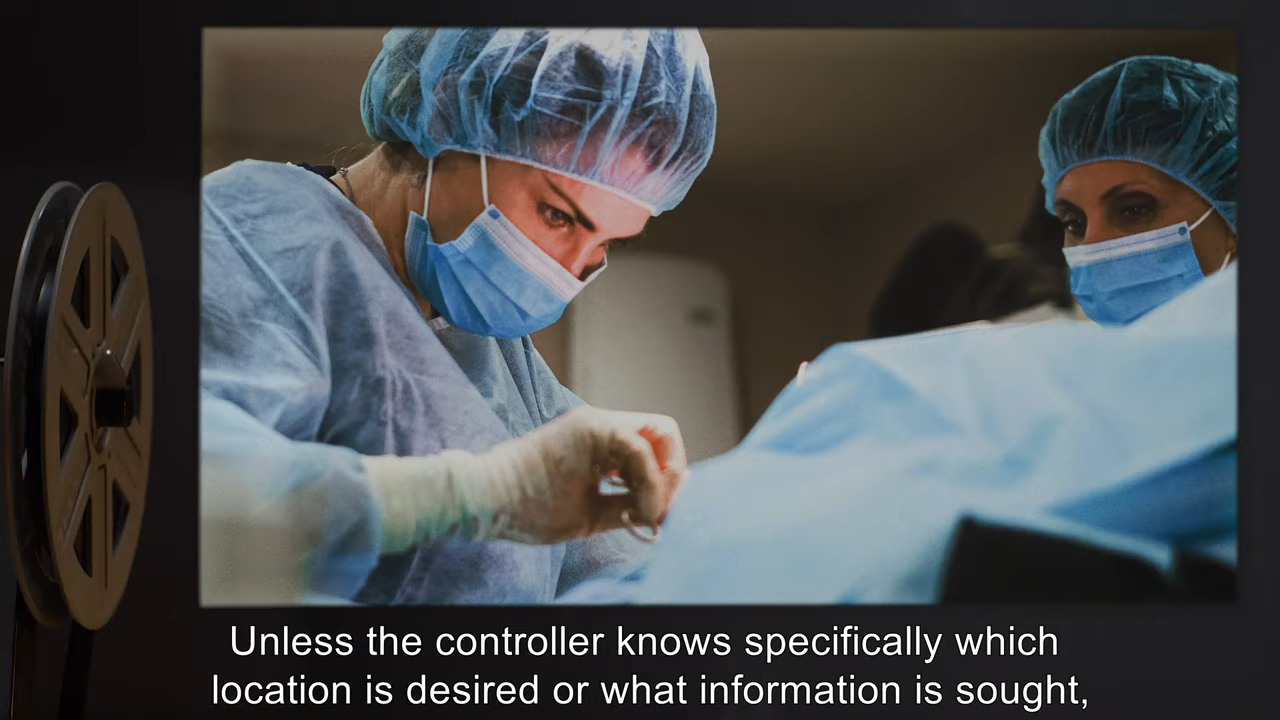 Unless the controller knows specifically which
location is desired or what information is sought,